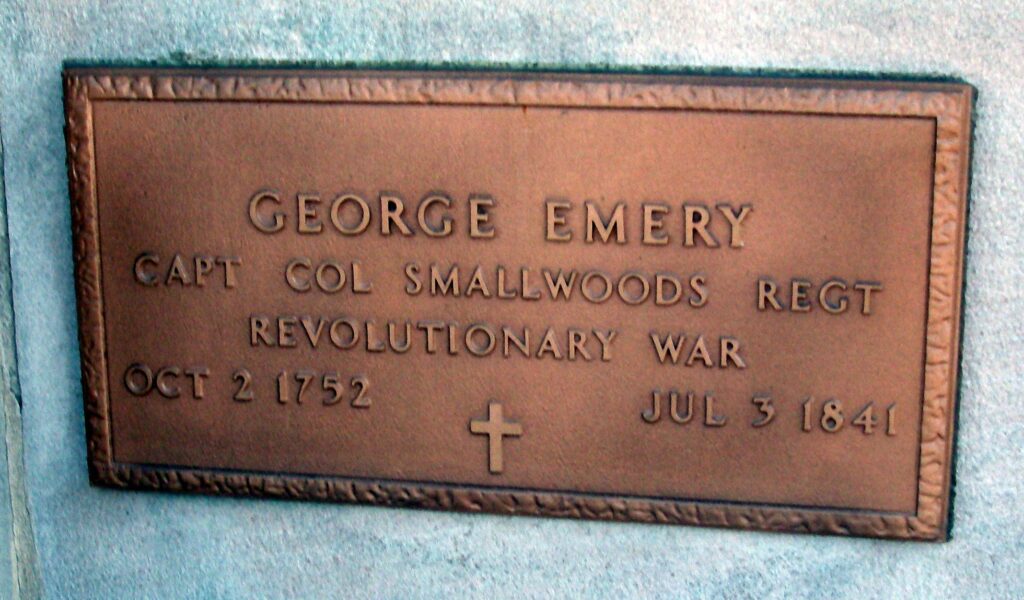 GEORGE EMERY
CAPT COL SMALLWOODS REGT
REVOLUTIONARY WAR
OCT 2 1752 JUL 3 1841